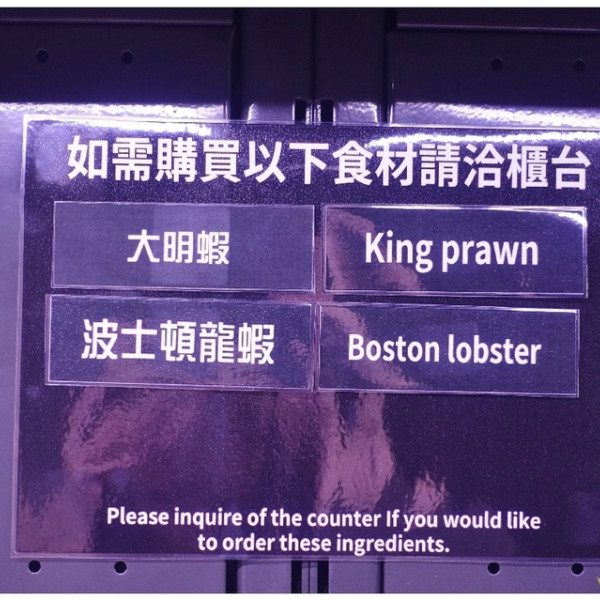 如需購買以下食材請洽櫃台
大明蝦 King prawn
波士頓龍蝦 Boston lobster
Please inquire of the counter If you would like
to order these ingredients.